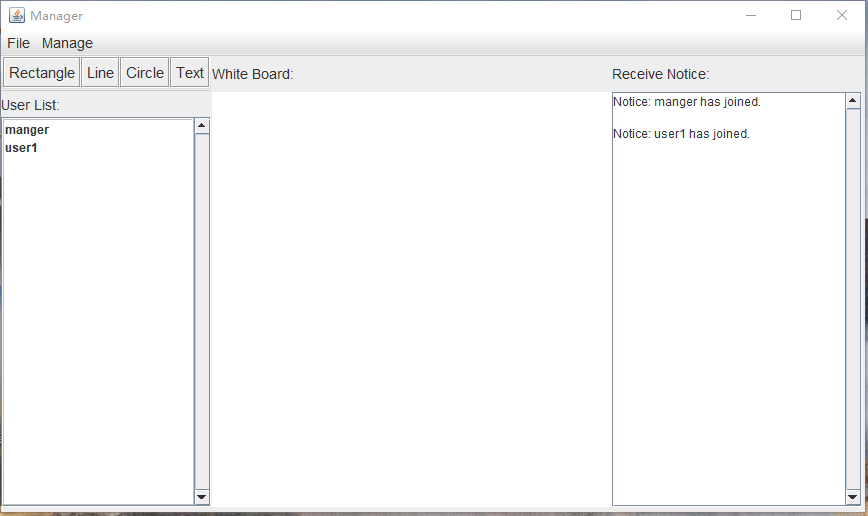 Manager
File Manage
Rectangle Line Circle Text
White Board:
Receive Notice:
User List:
manger
user1
Notice: manger has joined.
Notice: user1 has joined.